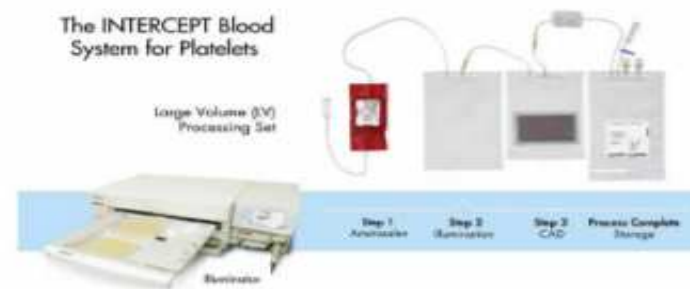 The INTERCEPT Blood
System for Platelets
Large Volume (LV)
Processing Set
Step 1
Amotosalen
Step 2
Illumination
Step 3
CAD
Process Complete
Storage
Illuminator